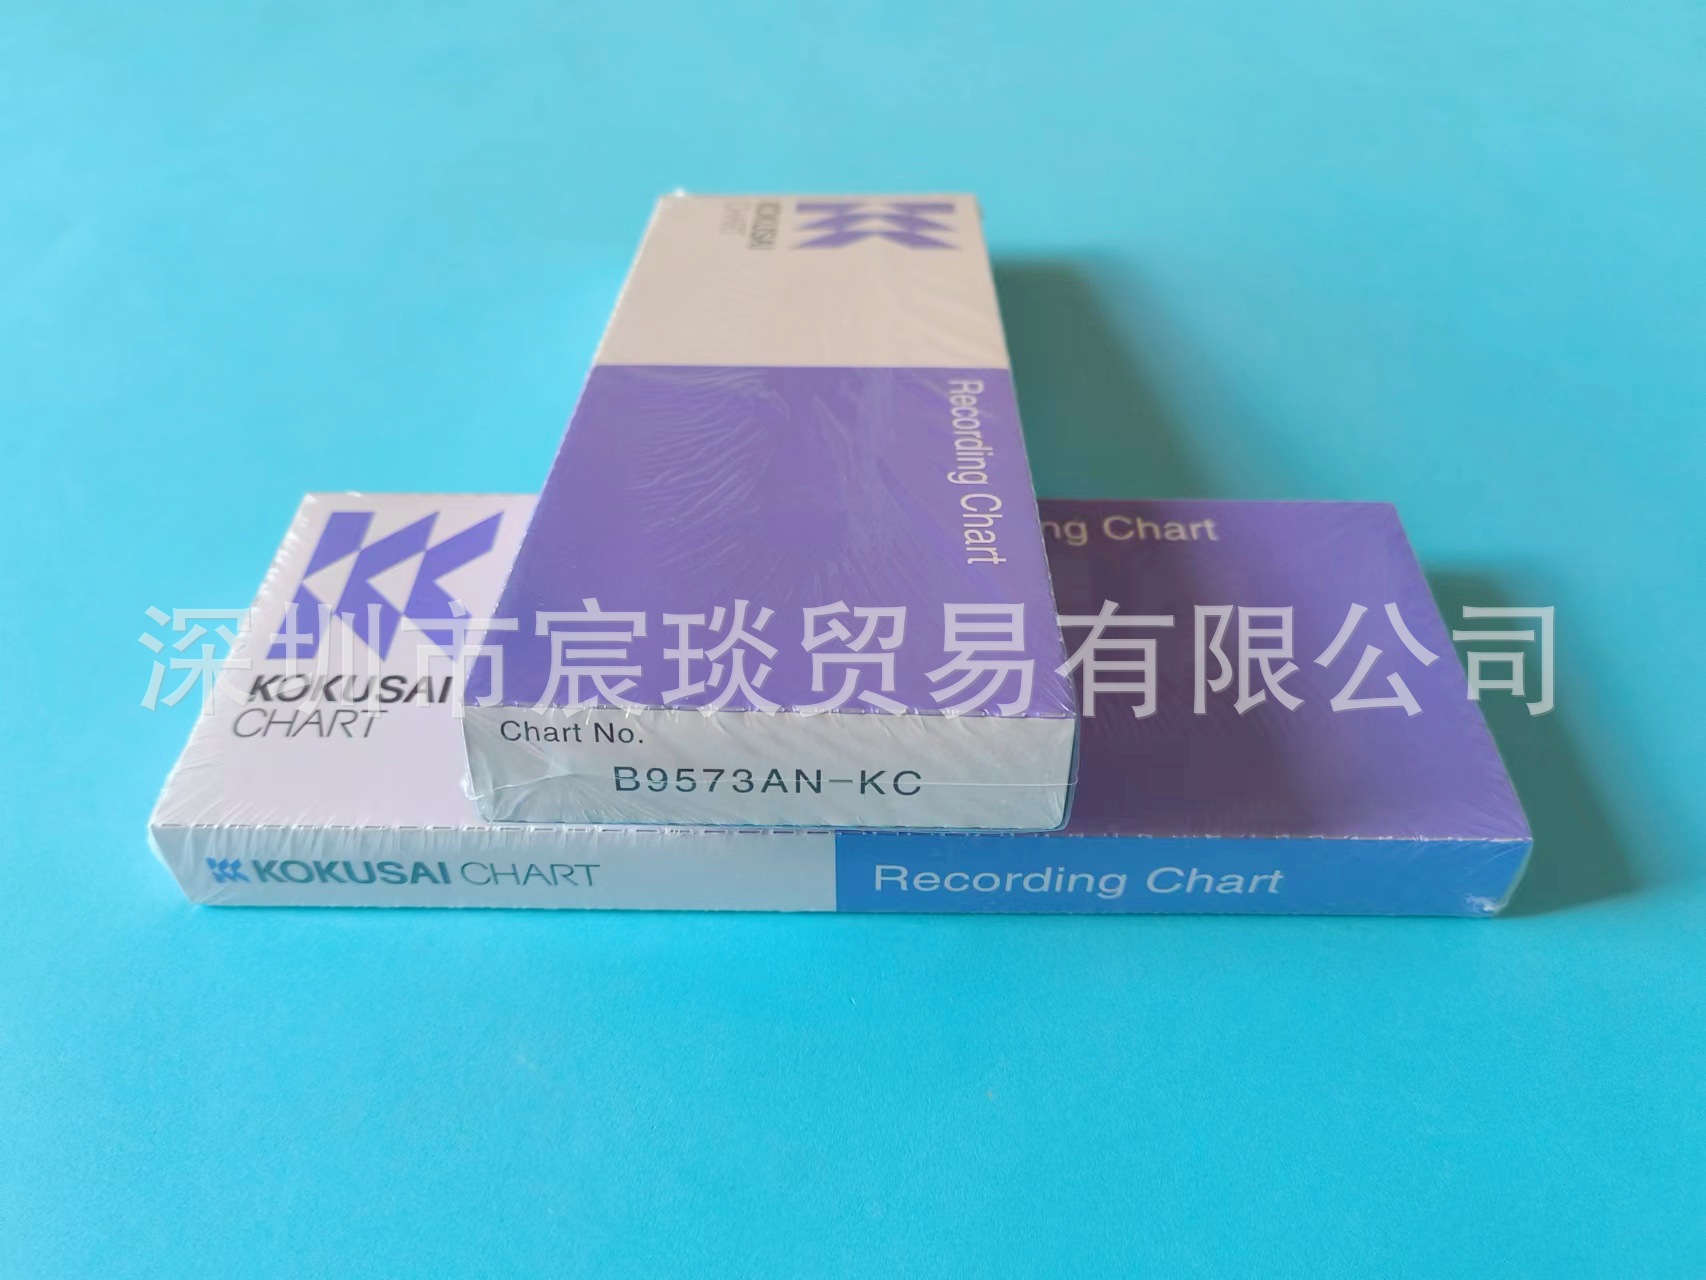 KOKUSAI
CHART
Recording Chart
ng Chart
深圳市宸琰贸易有限公司
KOKUSAI
CHART
Chart No.
B9573AN-KC
KOKUSAI CHART
Recording Chart